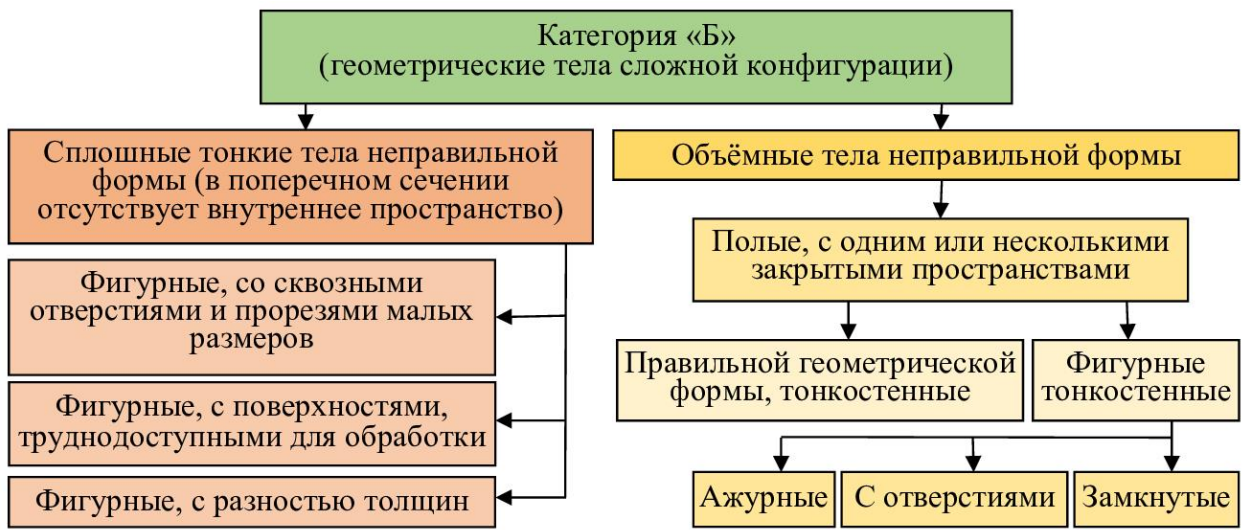 Категория «Б»
(геометрические тела сложной конфигурации)
Сплошные тонкие тела неправильной
формы (в поперечном сечении
отсутствует внутреннее пространство)
Фигурные, со сквозными
отверстиями и прорезями малых
размеров
Фигурные, с поверхностями,
труднодоступными для обработки
Фигурные, с разностью толщин
Объёмные тела неправильной формы
Полые, с одним или несколькими
закрытыми пространствами
Правильной геометрической
формы, тонкостенные
Фигурные
тонкостенные
Ажурные
С отверстиями
Замкнутые